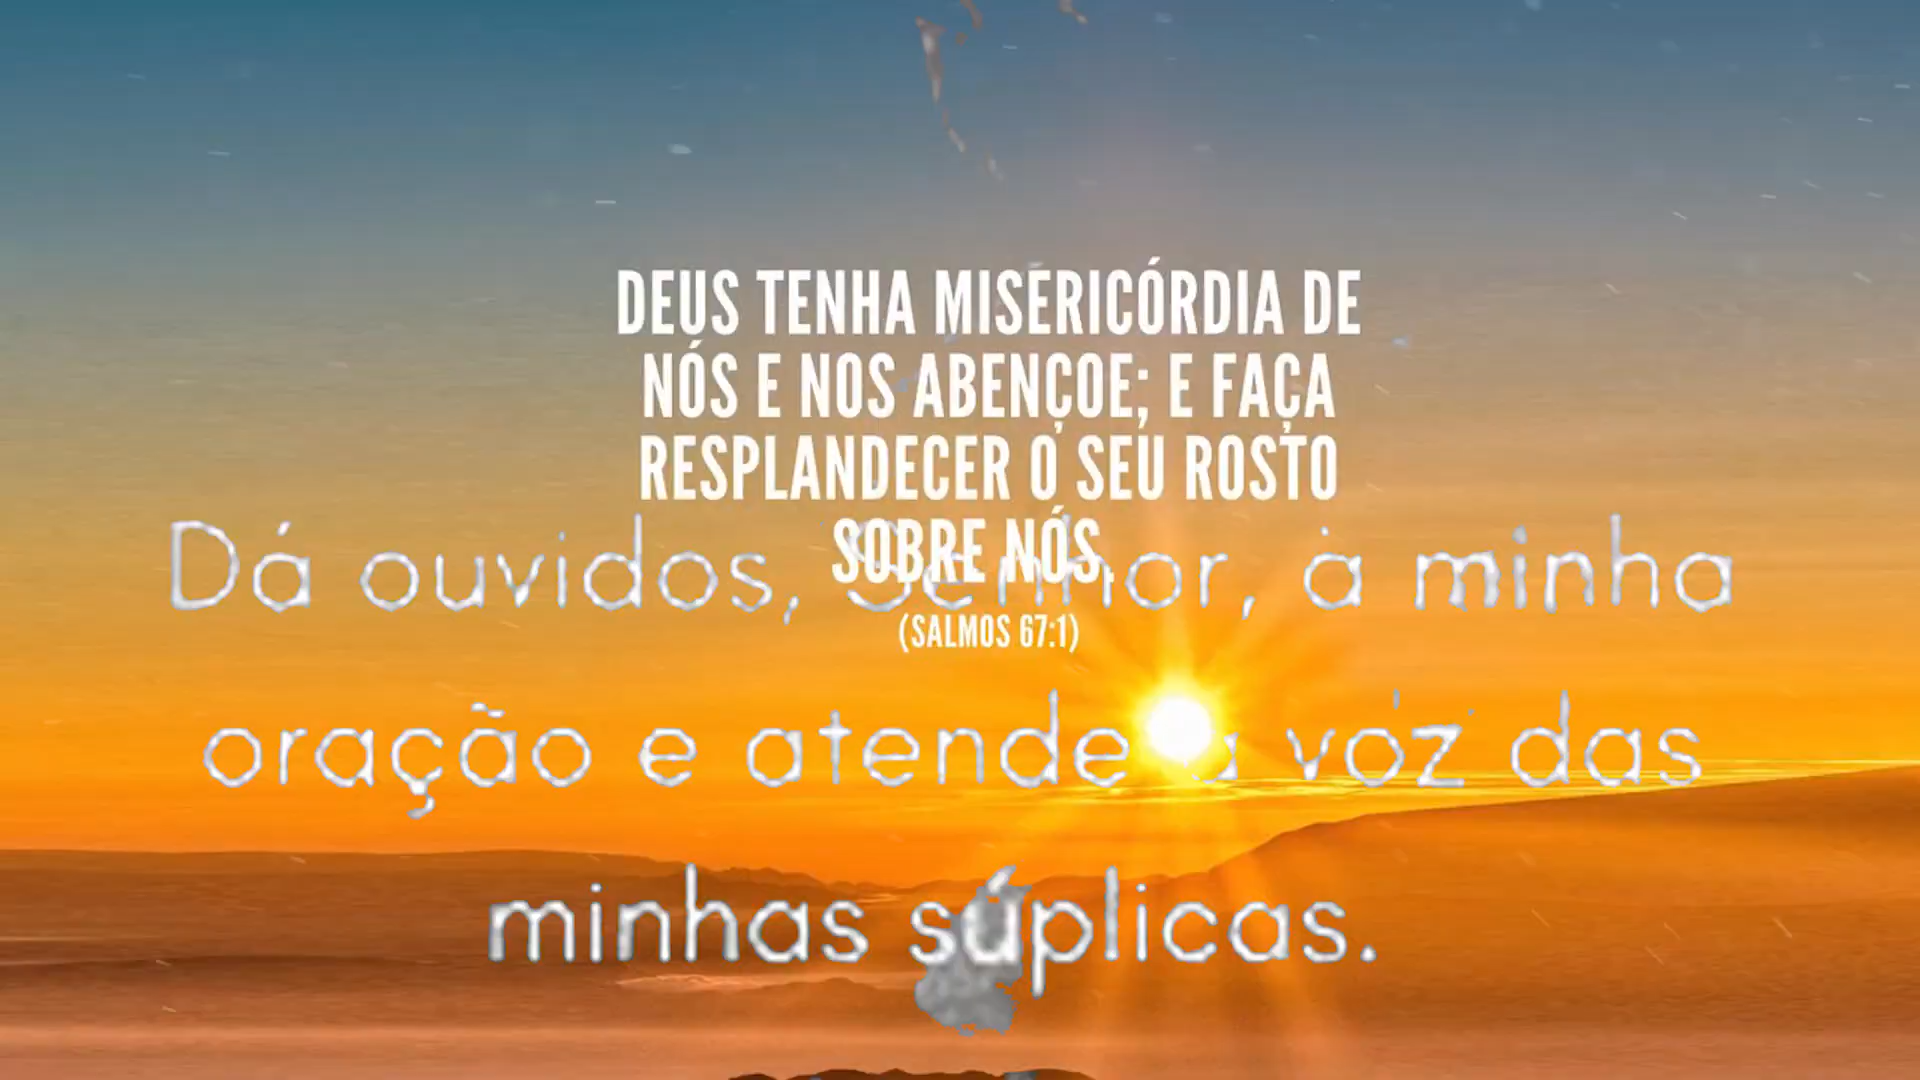 DEUS TENHA MISERICÓRDIA DE
NÓS E NOS ABENÇOE; E FAÇA
RESPLANDECER O SEU ROSTO
SOBRE NÓS.
(SALMOS 67:1)
Dá ouvidos, Senhor, à minha
oração e atende à voz das
minhas súplicas.